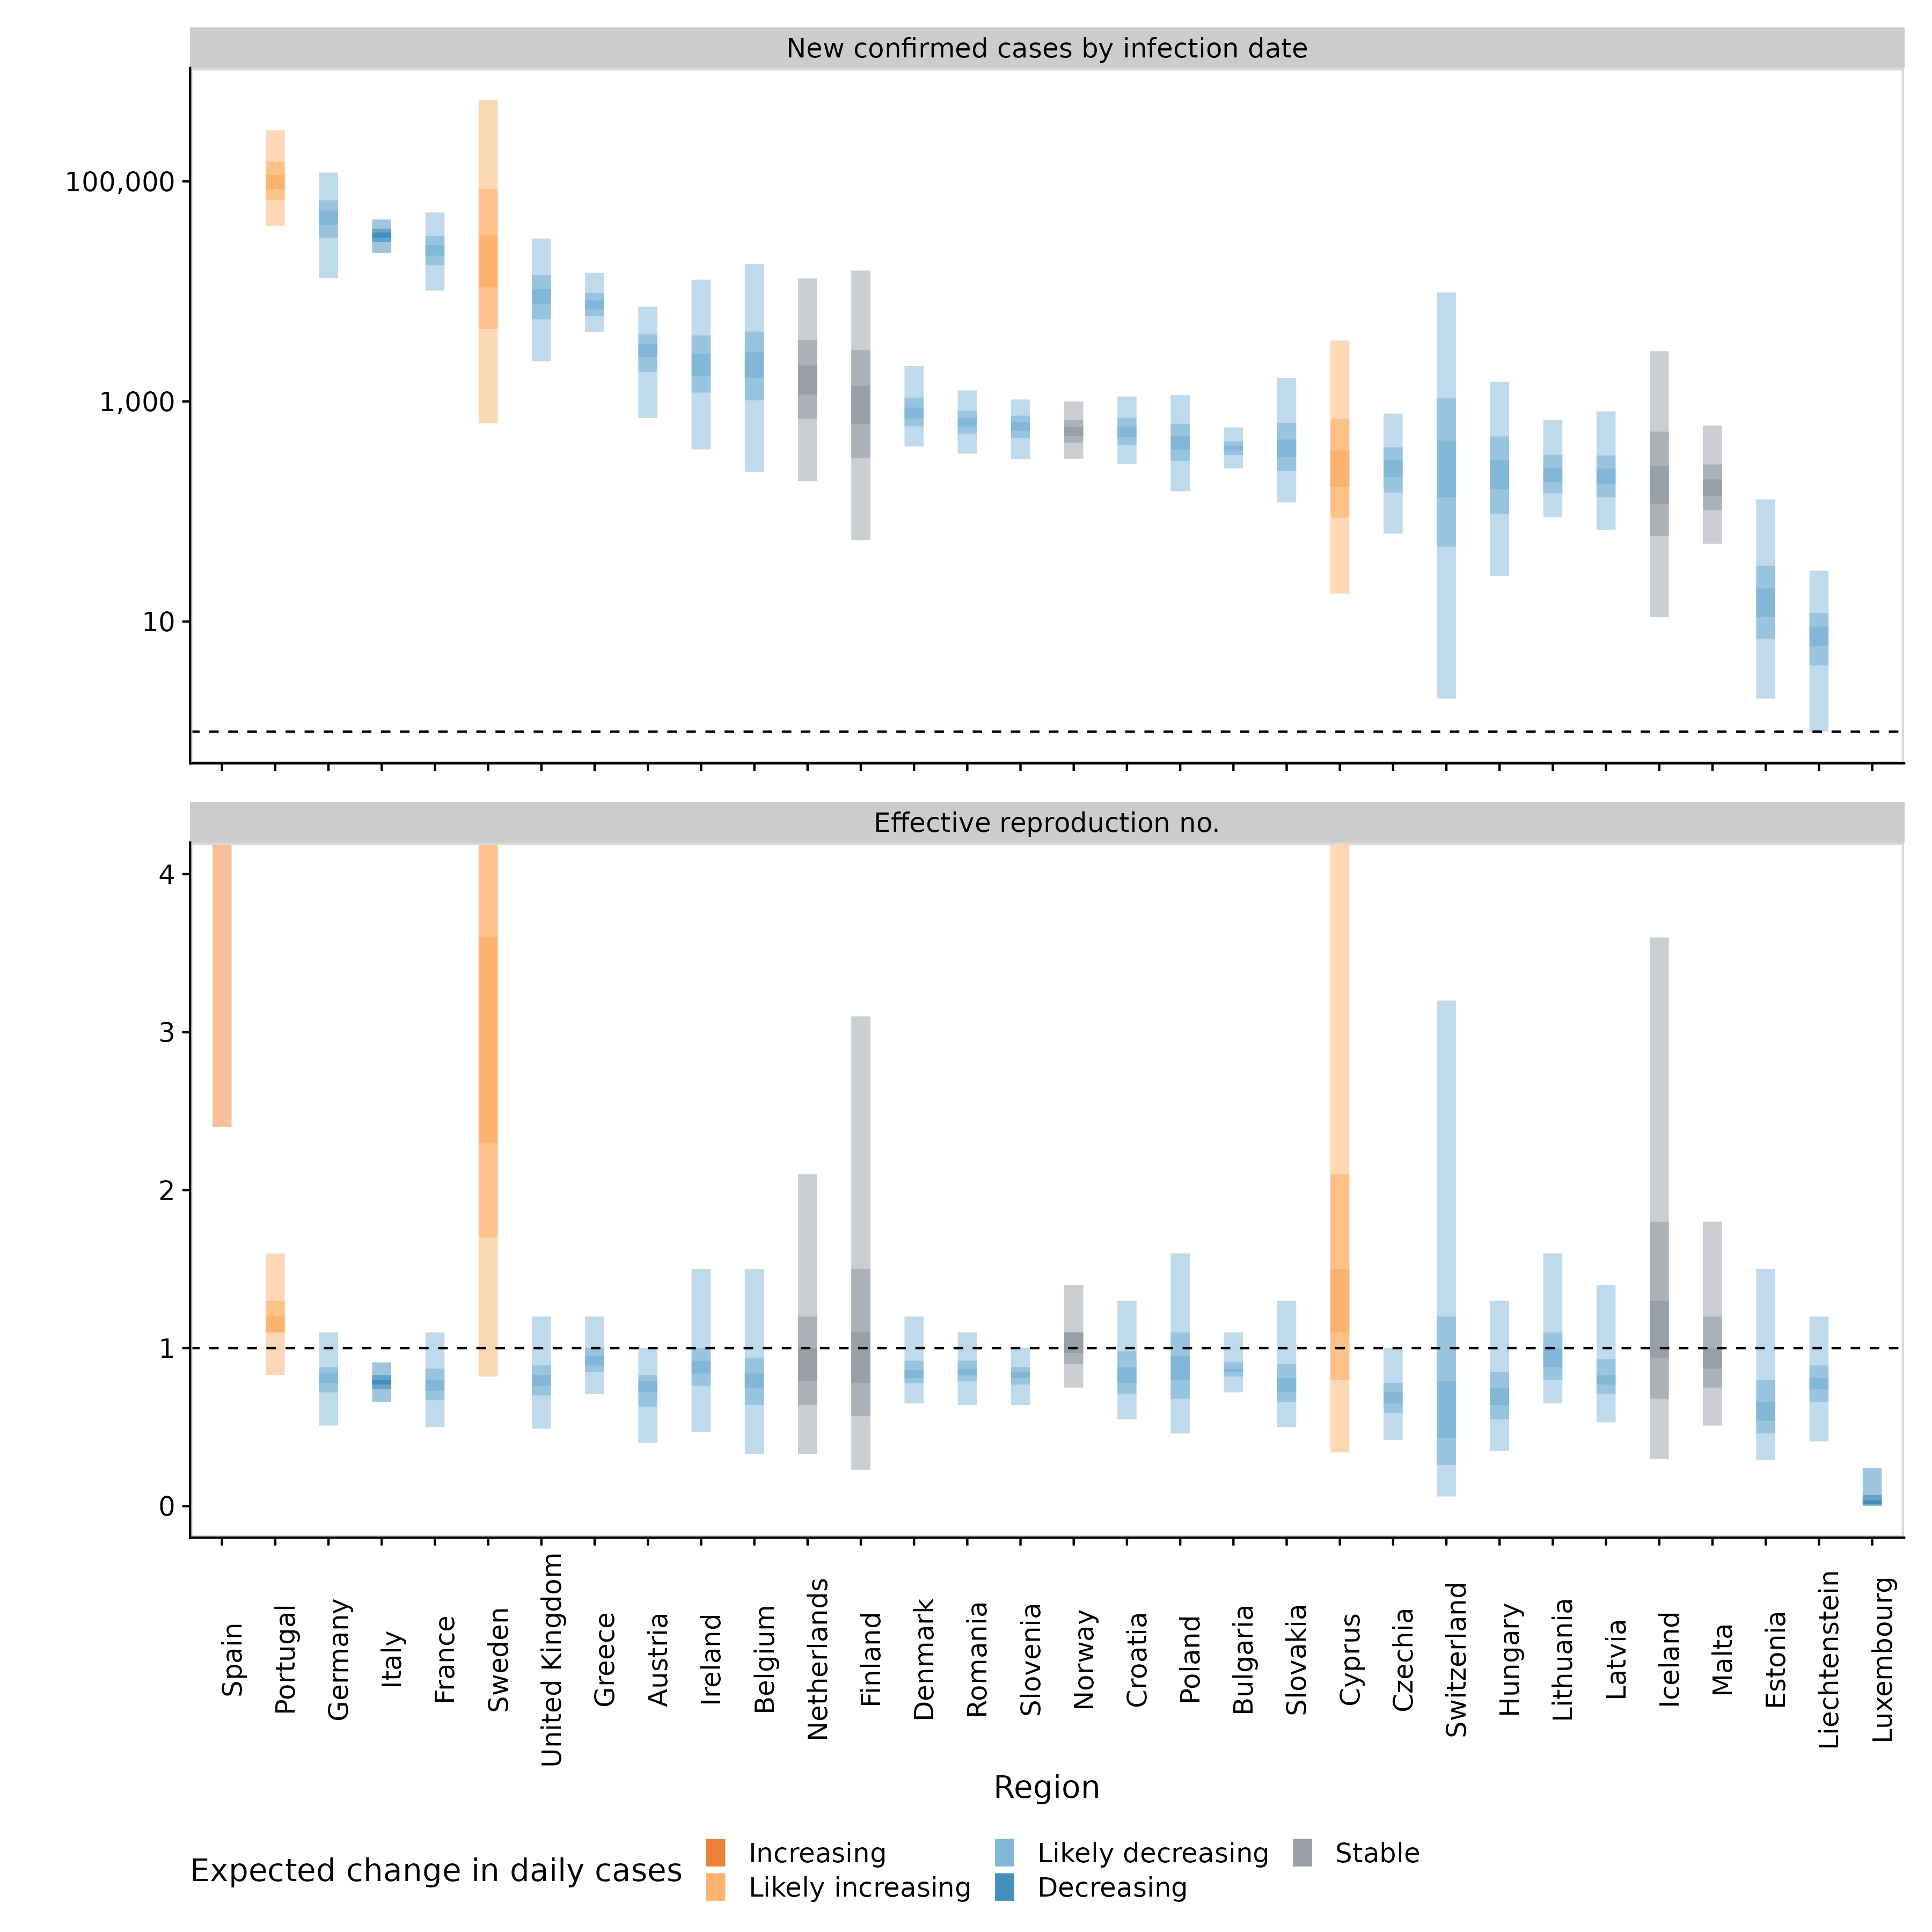 New confirmed cases by infection date
100,000
1,000
10
Effective reproduction no.
4
3
2
1
0
Spain
Portugal
Germany
Italy
France
Sweden
United Kingdom
Greece
Austria
Ireland
Belgium
Netherlands
Finland
Denmark
Romania
Slovenia
Norway
Croatia
Poland
Bulgaria
Slovakia
Cyprus
Czechia
Switzerland
Hungary
Lithuania
Latvia
Iceland
Malta
Estonia
Liechtenstein
Luxembourg
Region
Expected change in daily cases
Increasing
Likely increasing
Likely decreasing
Decreasing
Stable